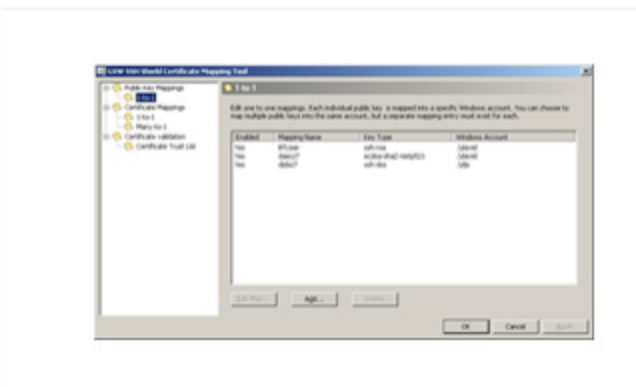 Certificate Mapping Tool
Public Key Mappings
1-to-1
Certificate Mappings
1-to-1
Many-to-1
Certificate validation
Certificate Trust List
1-to-1
Edit one to one mappings. Each individual public key is mapped into a specific Windows account. You can choose to
map multiple public keys into the same account, but a separate mapping entry must exist for each.
Enabled Mapping Name Key Type Windows Account
Yes ssh-rsa
Yes
Yes ssh-dss
Edit Map... Add... Delete
OK Cancel Apply